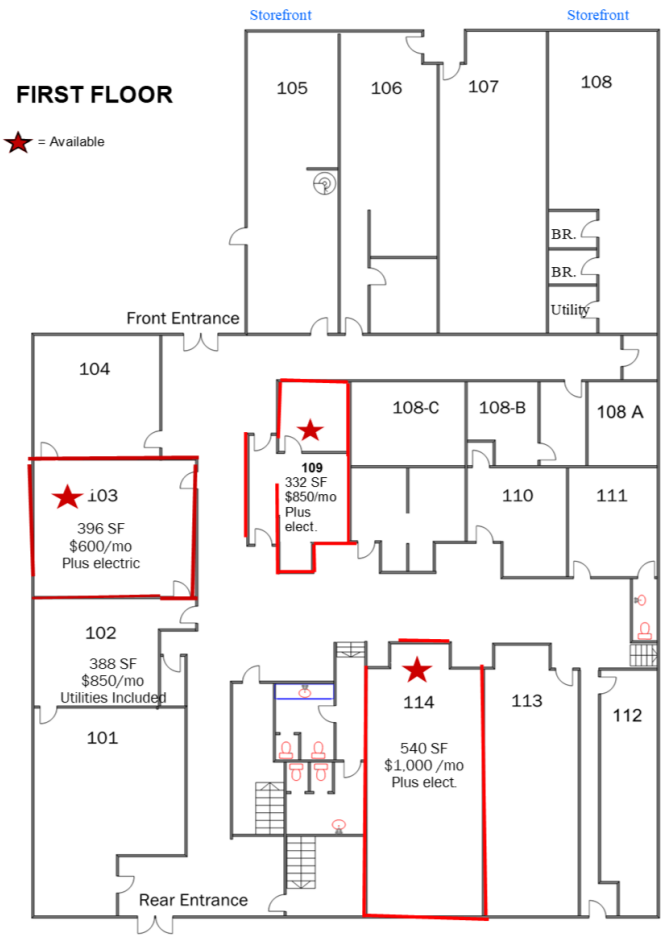 Storefront
Storefront
FIRST FLOOR
= Available
105
106
107
108
BR.
BR.
Utility
Front Entrance
104
108-C
108-B
108 A
109
332 SF
$850/mo
Plus
elect.
103
396 SF
$600/mo
Plus electric
110
111
102
388 SF
$850/mo
Utilities Included
101
114
540 SF
$1,000 /mo
Plus elect.
113
112
Rear Entrance